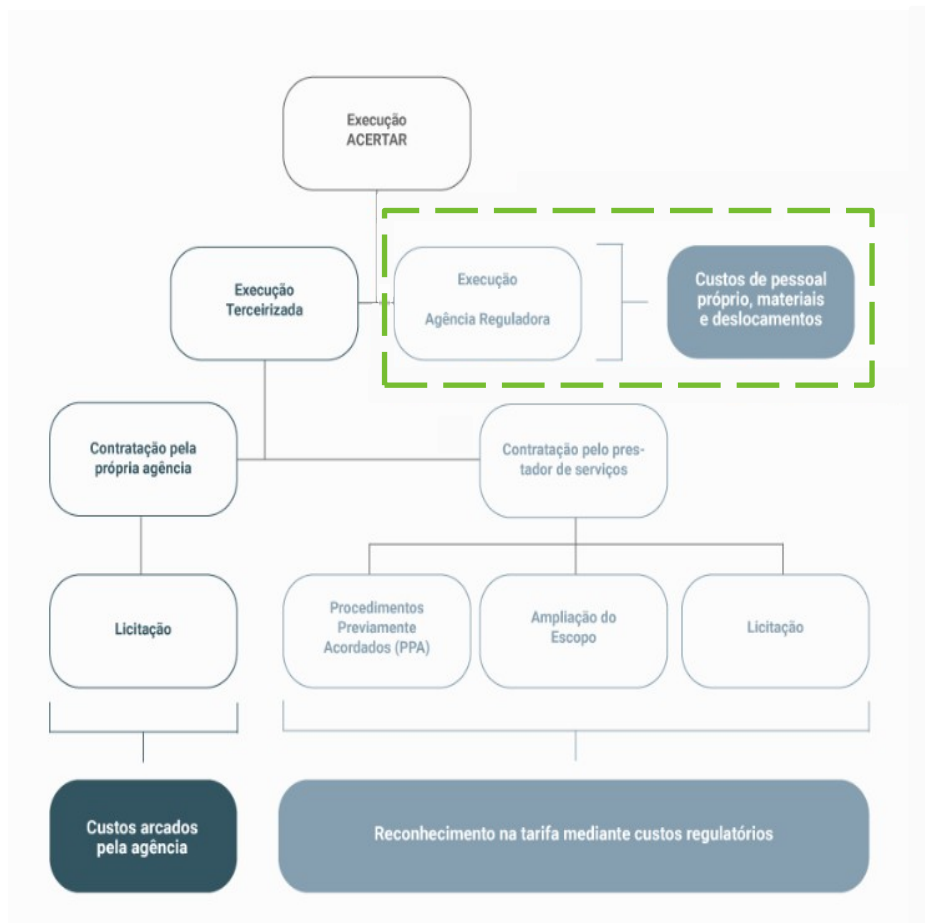 Execução
ACERTAR
Execução
Terceirizada
Execução
Agência Reguladora
Custos de pessoal
próprio, materiais
e deslocamentos
Contratação pela
própria agência
Contratação pelo pres-
tador de serviços
Licitação
Procedimentos
Previamente
Acordados (PPA)
Ampliação do
Escopo
Licitação
Custos arcados
pela agência
Reconhecimento na tarifa mediante custos regulatórios